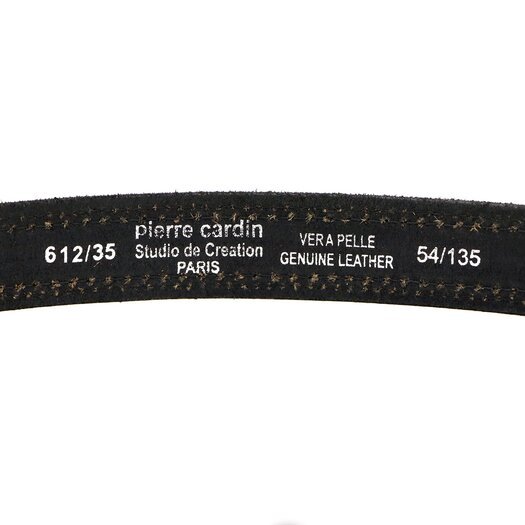 612/35
pierre cardin
Studio de Creation
PARIS
VERA PELLE
GENUINE LEATHER
54/135